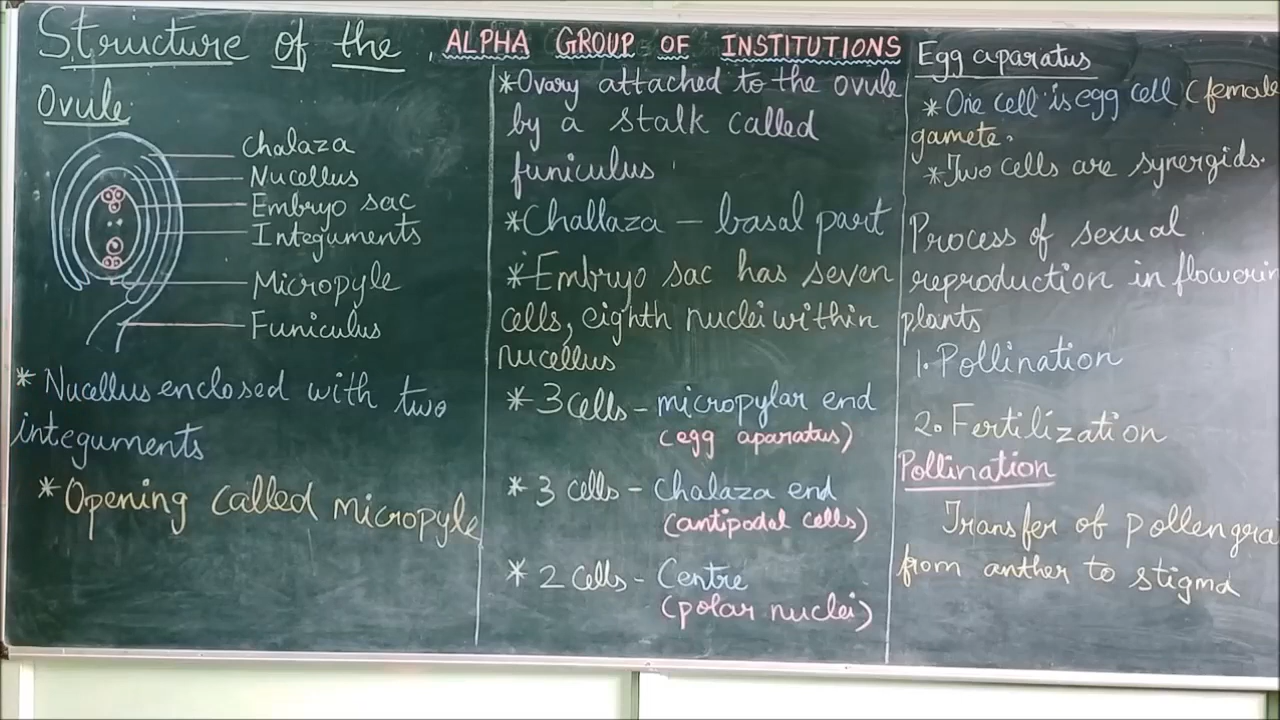 Structure of the
Ovule
Chalaza
Nucellus
Embryo sac
Integuments
Micropyle
Funiculus
* Nucellus enclosed with two
integuments
* Opening called micropyle
ALPHA GROUP OF INSTITUTIONS
* Ovary attached to the ovule
by a stalk called
funiculus
* Challaza – basal part
* Embryo sac has seven
cells, eighth nuclei within
nucellus
* 3 cells – micropylar end
(egg aparatus)
* 3 cells – Chalaza end
(antipodal cells)
* 2 cells – Centre
(polar nuclei)
Egg aparatus
* One cell is egg cell (female
gamete.
* Two cells are synergids.
Process of sexual
reproduction in flowerin
plants
1. Pollination
2. Fertilization
Pollination
Transfer of pollengra
from anther to stigma